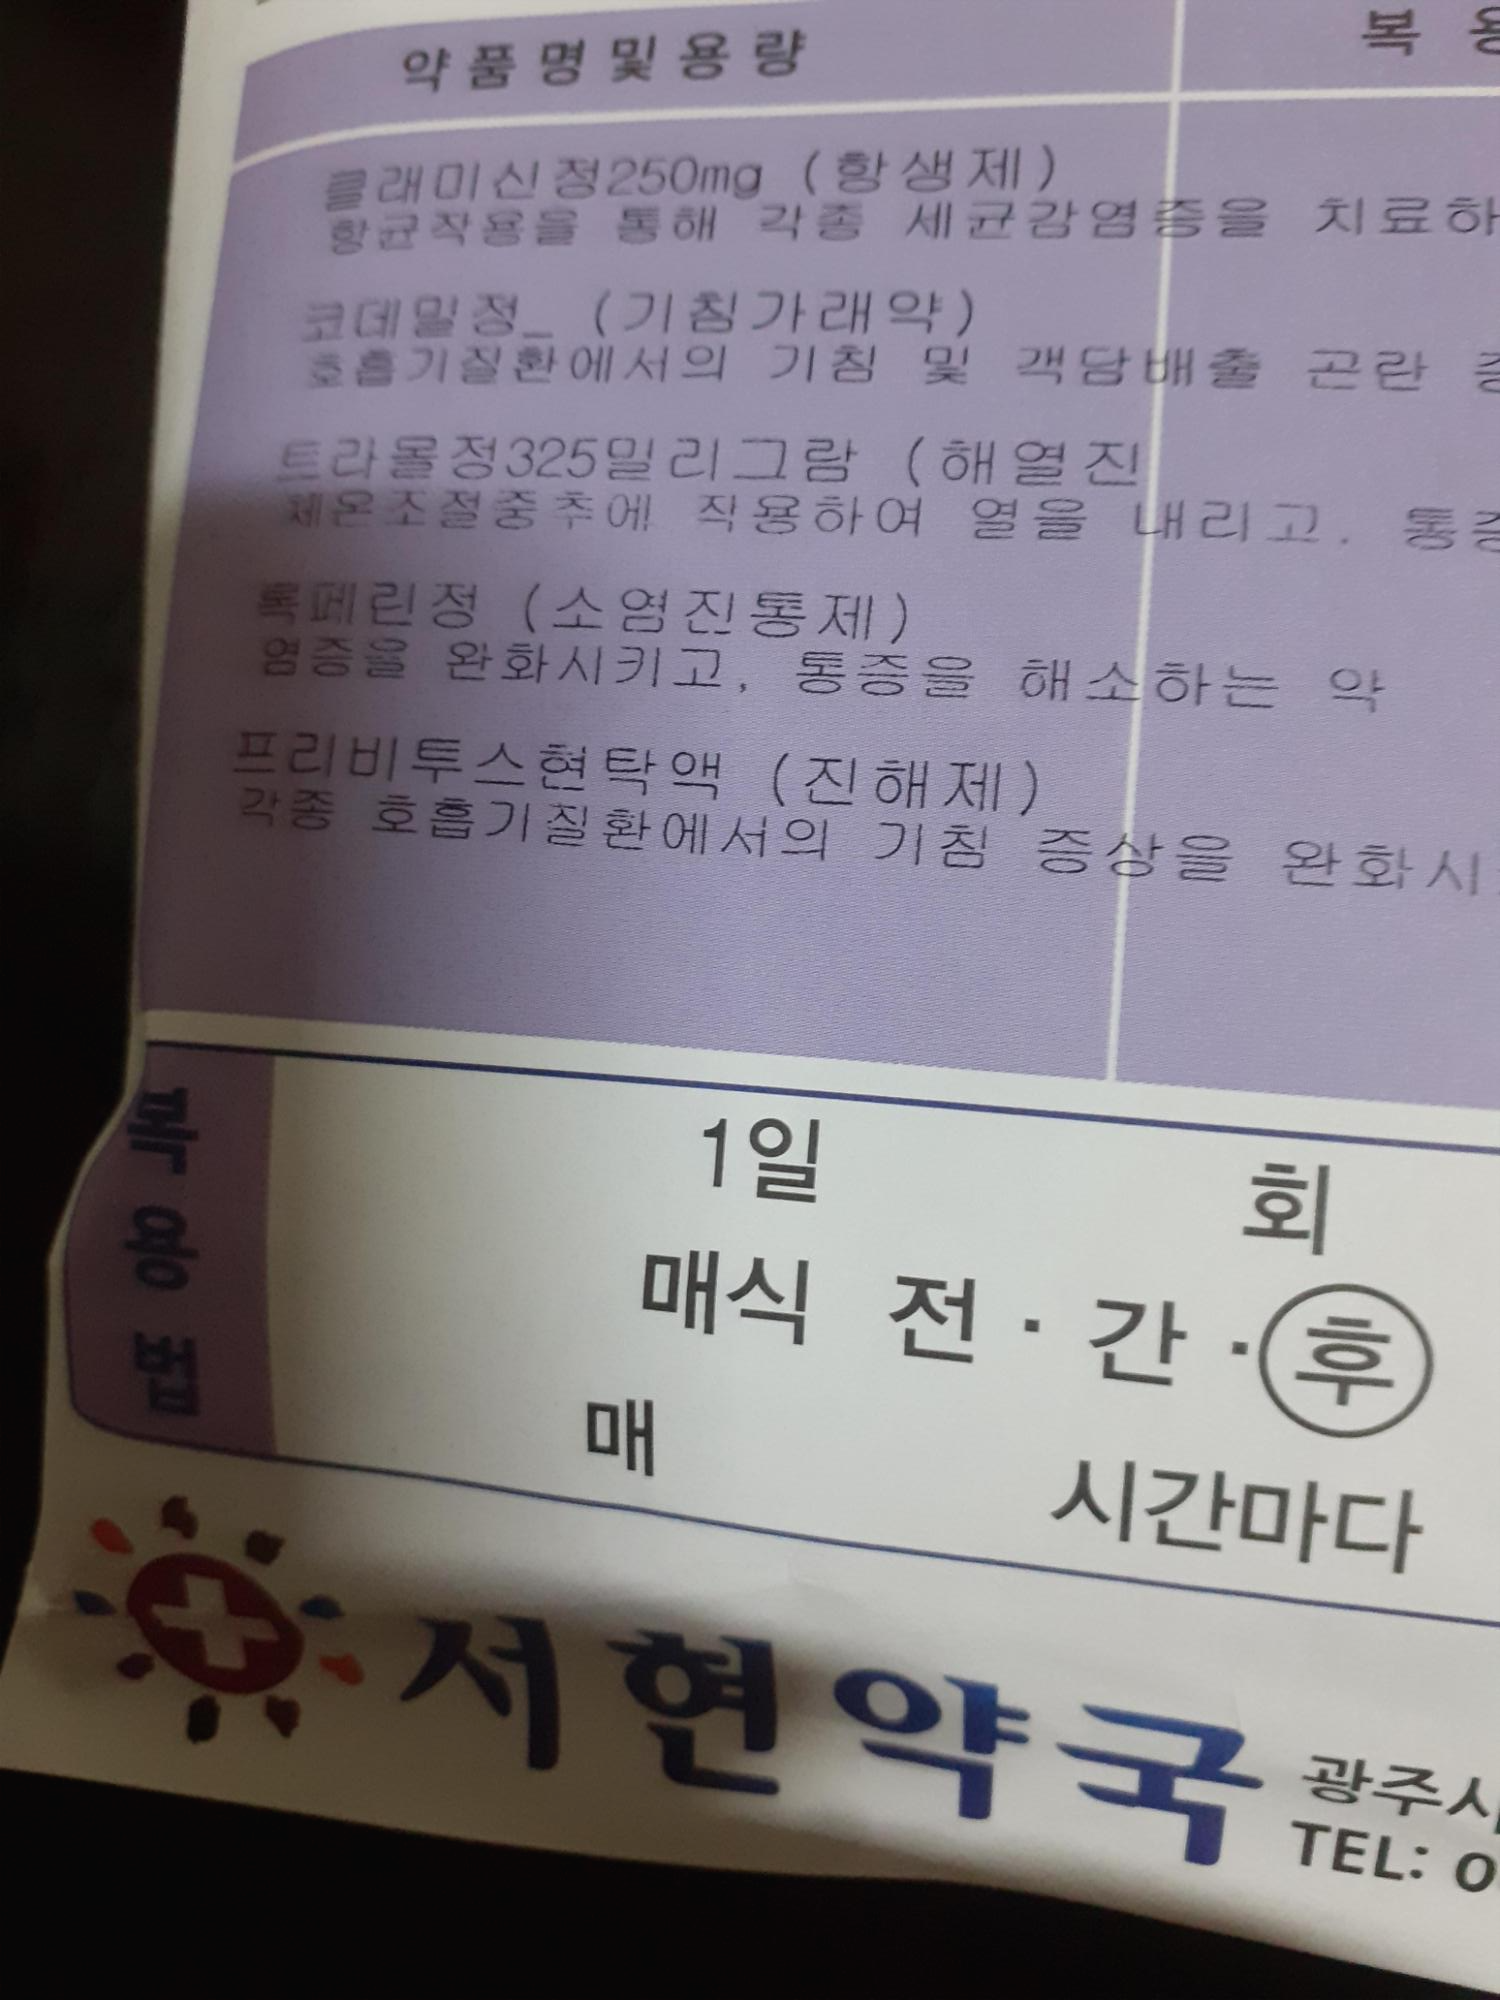 약품명및용량
복 용
클래미신정250mg (항생제)
항균작용을 통해 각종 세균감염증을 치료하
코데밀정_ (기침가래약)
호흡기질환에서의 기침 및 객담배출 곤란 증
트라몰정325밀리그람 (해열진
체온조절중추에 작용하여 열을 내리고, 통증
록페린정 (소염진통제)
염증을 완화시키고, 통증을 해소하는 약
프리비투스현탁액 (진해제)
각종 호흡기질환에서의 기침 증상을 완화시
1일 회
매식 전 · 간 · 후
매 시간마다
서현약국
광주시
TEL: 0